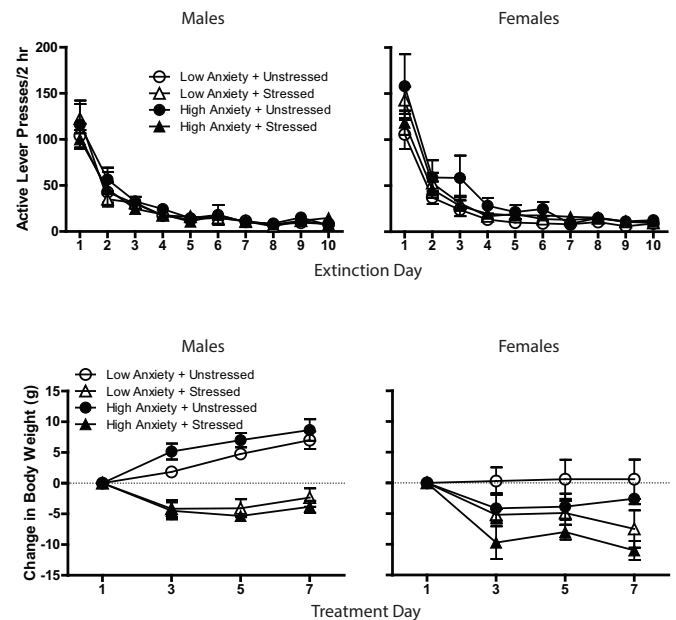 Males
Females
Active Lever Presses/2 hr
200
150
100
50
0
Low Anxiety + Unstressed
Low Anxiety + Stressed
High Anxiety + Unstressed
High Anxiety + Stressed
1 2 3 4 5 6 7 8 9 10
1 2 3 4 5 6 7 8 9 10
Extinction Day
Males
Females
Low Anxiety + Unstressed
Low Anxiety + Stressed
High Anxiety + Unstressed
High Anxiety + Stressed
Change in Body Weight (g)
15
10
5
0
-5
-10
-15
1 3 5 7
1 3 5 7
Treatment Day